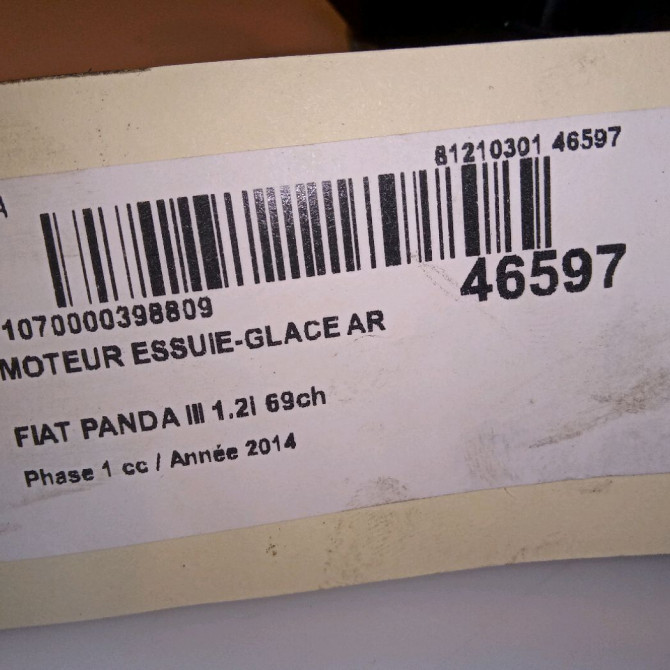 A
81210301 46597
46597
1070000398809
MOTEUR ESSUIE-GLACE AR
FIAT PANDA III 1.2i 69ch
Phase 1 cc / Année 2014